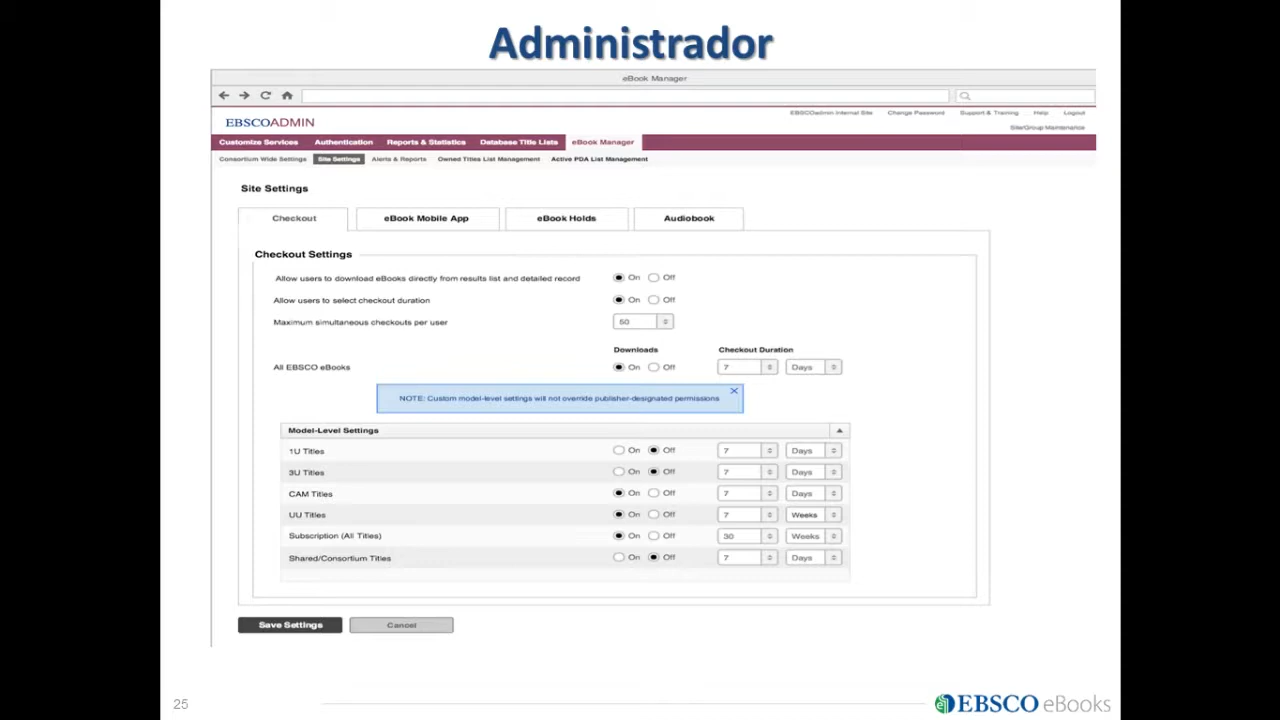 Administrador
eBook Manager
EBSCOADMIN
EBSCOadmin Internal Site Change Password Support & Training Help Logout
Site/Group Maintenance
Customize Services Authentication Reports & Statistics Database Title Lists eBook Manager
Consortium Wide Settings Site Settings Alerts & Reports Owned Titles List Management Active PDA List Management
Site Settings
Checkout eBook Mobile App eBook Holds Audiobook
Checkout Settings
Allow users to download eBooks directly from results list and detailed record On Off
Allow users to select checkout duration On Off
Maximum simultaneous checkouts per user 50
Downloads Checkout Duration
All EBSCO eBooks On Off 7 Days
NOTE: Custom model-level settings will not override publisher-designated permissions
Model-Level Settings
1U Titles On Off 7 Days
3U Titles On Off 7 Days
CAM Titles On Off 7 Days
UU Titles On Off 7 Weeks
Subscription (All Titles) On Off 30 Weeks
Shared/Consortium Titles On Off 7 Days
Save Settings Cancel
25
EBSCO eBooks